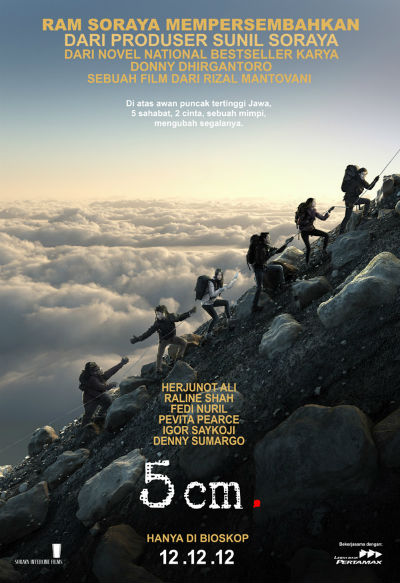 RAM SORAYA MEMPERSEMBAHKAN
DARI PRODUSER SUNIL SORAYA
DARI NOVEL NATIONAL BESTSELLER KARYA
DONNY DHIRGANTORO
SEBUAH FILM DARI RIZAL MANTOVANI
Di atas awan puncak tertinggi Jawa,
5 sahabat, 2 cinta, sebuah mimpi,
mengubah segalanya.
HERJUNOT ALI
RALINE SHAH
FEDI NURIL
PEVITA PEARCE
IGOR SAYKOJI
DENNY SUMARGO
5 cm.
HANYA DI BIOSKOP
12.12.12
SORAYA INTERCINE FILMS
Bekerjasama dengan:
PERTAMAX